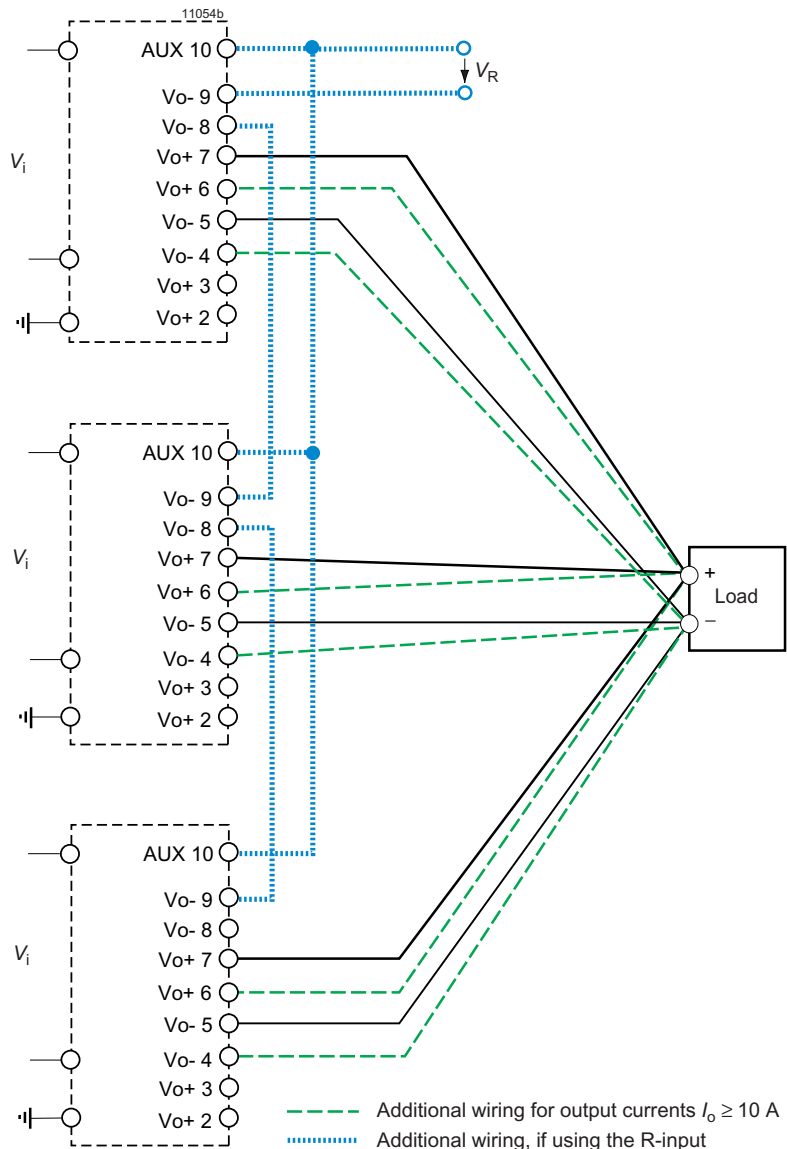 11054b
AUX 10
V_R
Vo- 9
Vo- 8
V_i
Vo+ 7
Vo+ 6
Vo- 5
Vo- 4
Vo+ 3
Vo+ 2
AUX 10
Vo- 9
Vo- 8
V_i
Vo+ 7
Vo+ 6
Vo- 5
Vo- 4
Vo+ 3
Vo+ 2
+
Load
–
AUX 10
Vo- 9
Vo- 8
V_i
Vo+ 7
Vo+ 6
Vo- 5
Vo- 4
Vo+ 3
Vo+ 2
Additional wiring for output currents I_o ≥ 10 A
Additional wiring, if using the R-input